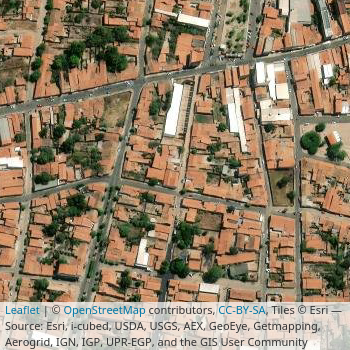 Leaflet | © OpenStreetMap contributors, CC-BY-SA, Tiles © Esri —
Source: Esri, i-cubed, USDA, USGS, AEX, GeoEye, Getmapping,
Aerogrid, IGN, IGP, UPR-EGP, and the GIS User Community